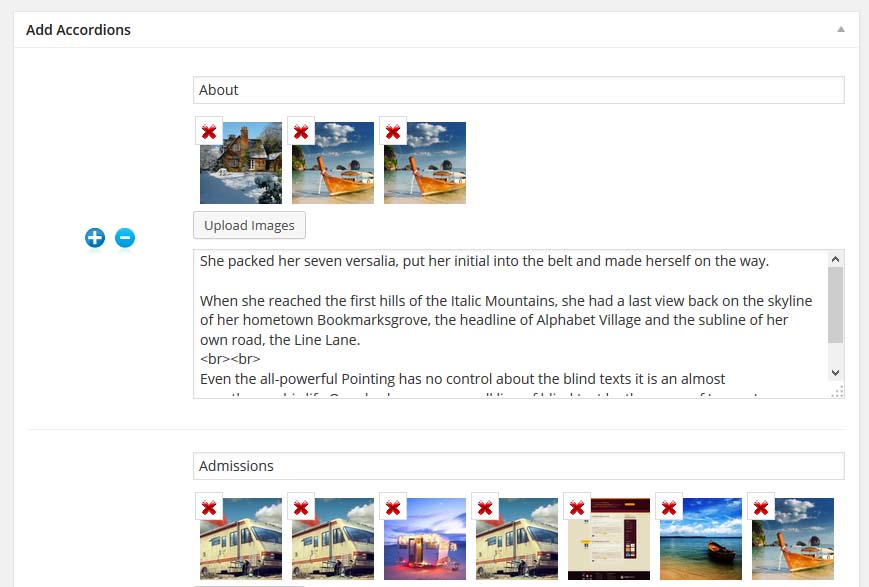 Add Accordions
About
Upload Images
She packed her seven versalia, put her initial into the belt and made herself on the way.
When she reached the first hills of the Italic Mountains, she had a last view back on the skyline
of her hometown Bookmarksgrove, the headline of Alphabet Village and the subline of her
own road, the Line Lane.
<br><br>
Even the all-powerful Pointing has no control about the blind texts it is an almost
Admissions